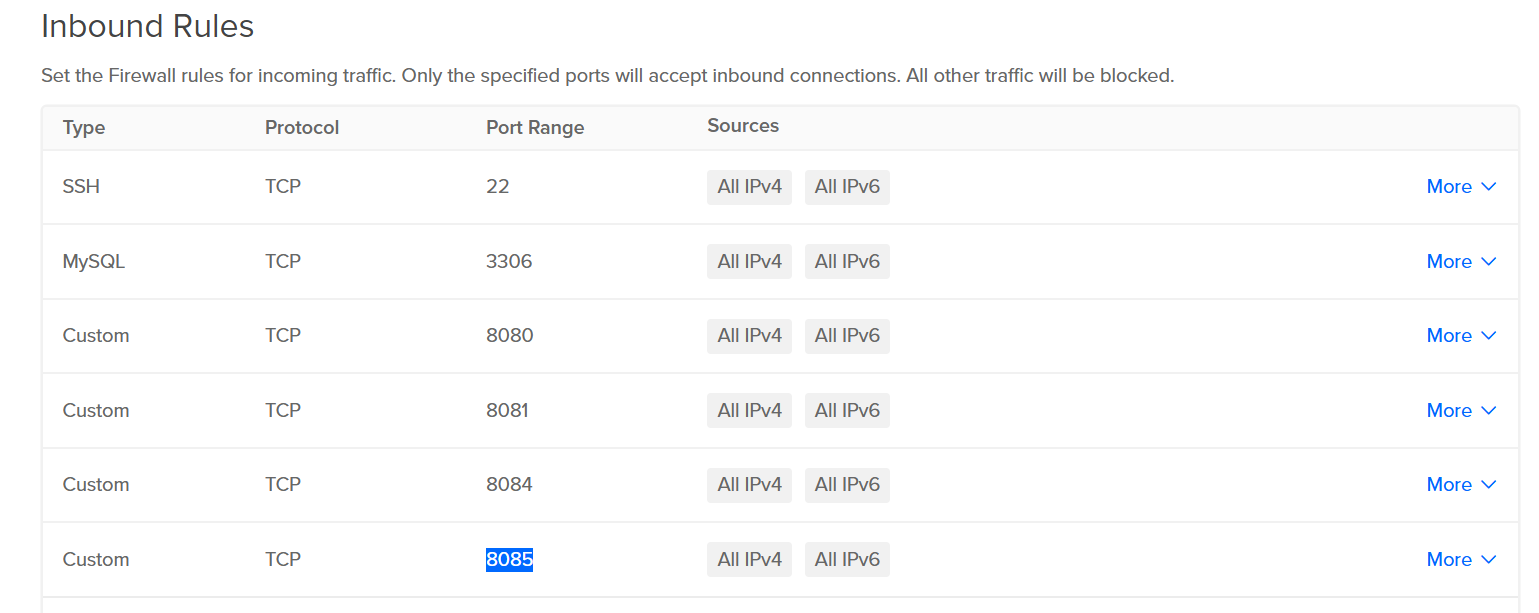 Inbound Rules
Set the Firewall rules for incoming traffic. Only the specified ports will accept inbound connections. All other traffic will be blocked.
Type Protocol Port Range Sources
SSH TCP 22 All IPv4 All IPv6 More
MySQL TCP 3306 All IPv4 All IPv6 More
Custom TCP 8080 All IPv4 All IPv6 More
Custom TCP 8081 All IPv4 All IPv6 More
Custom TCP 8084 All IPv4 All IPv6 More
Custom TCP 8085 All IPv4 All IPv6 More